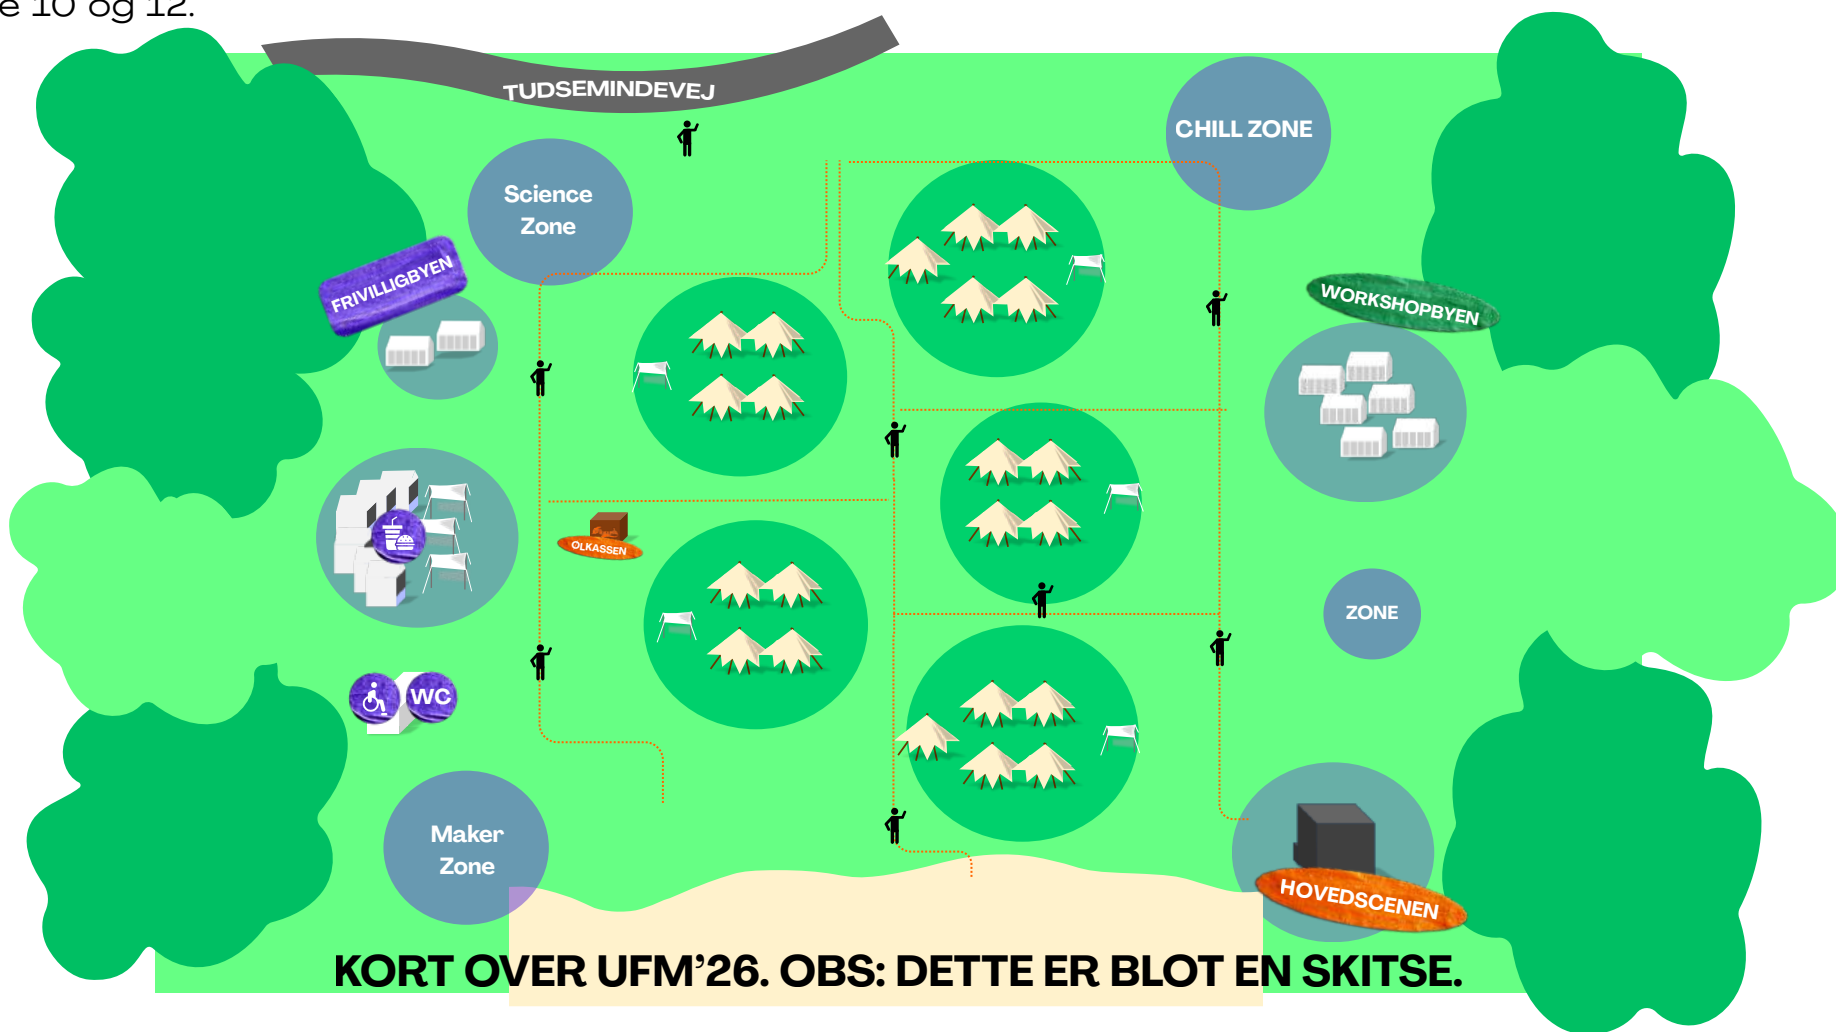 e 10 og 12.
TUDSEMINDEVEJ
CHILL ZONE
Science
Zone
FRIVILLIGBYEN
WORKSHOPBYEN
OLKASSEN
ZONE
WC
Maker
Zone
HOVEDSCENEN
KORT OVER UFM’26. OBS: DETTE ER BLOT EN SKITSE.